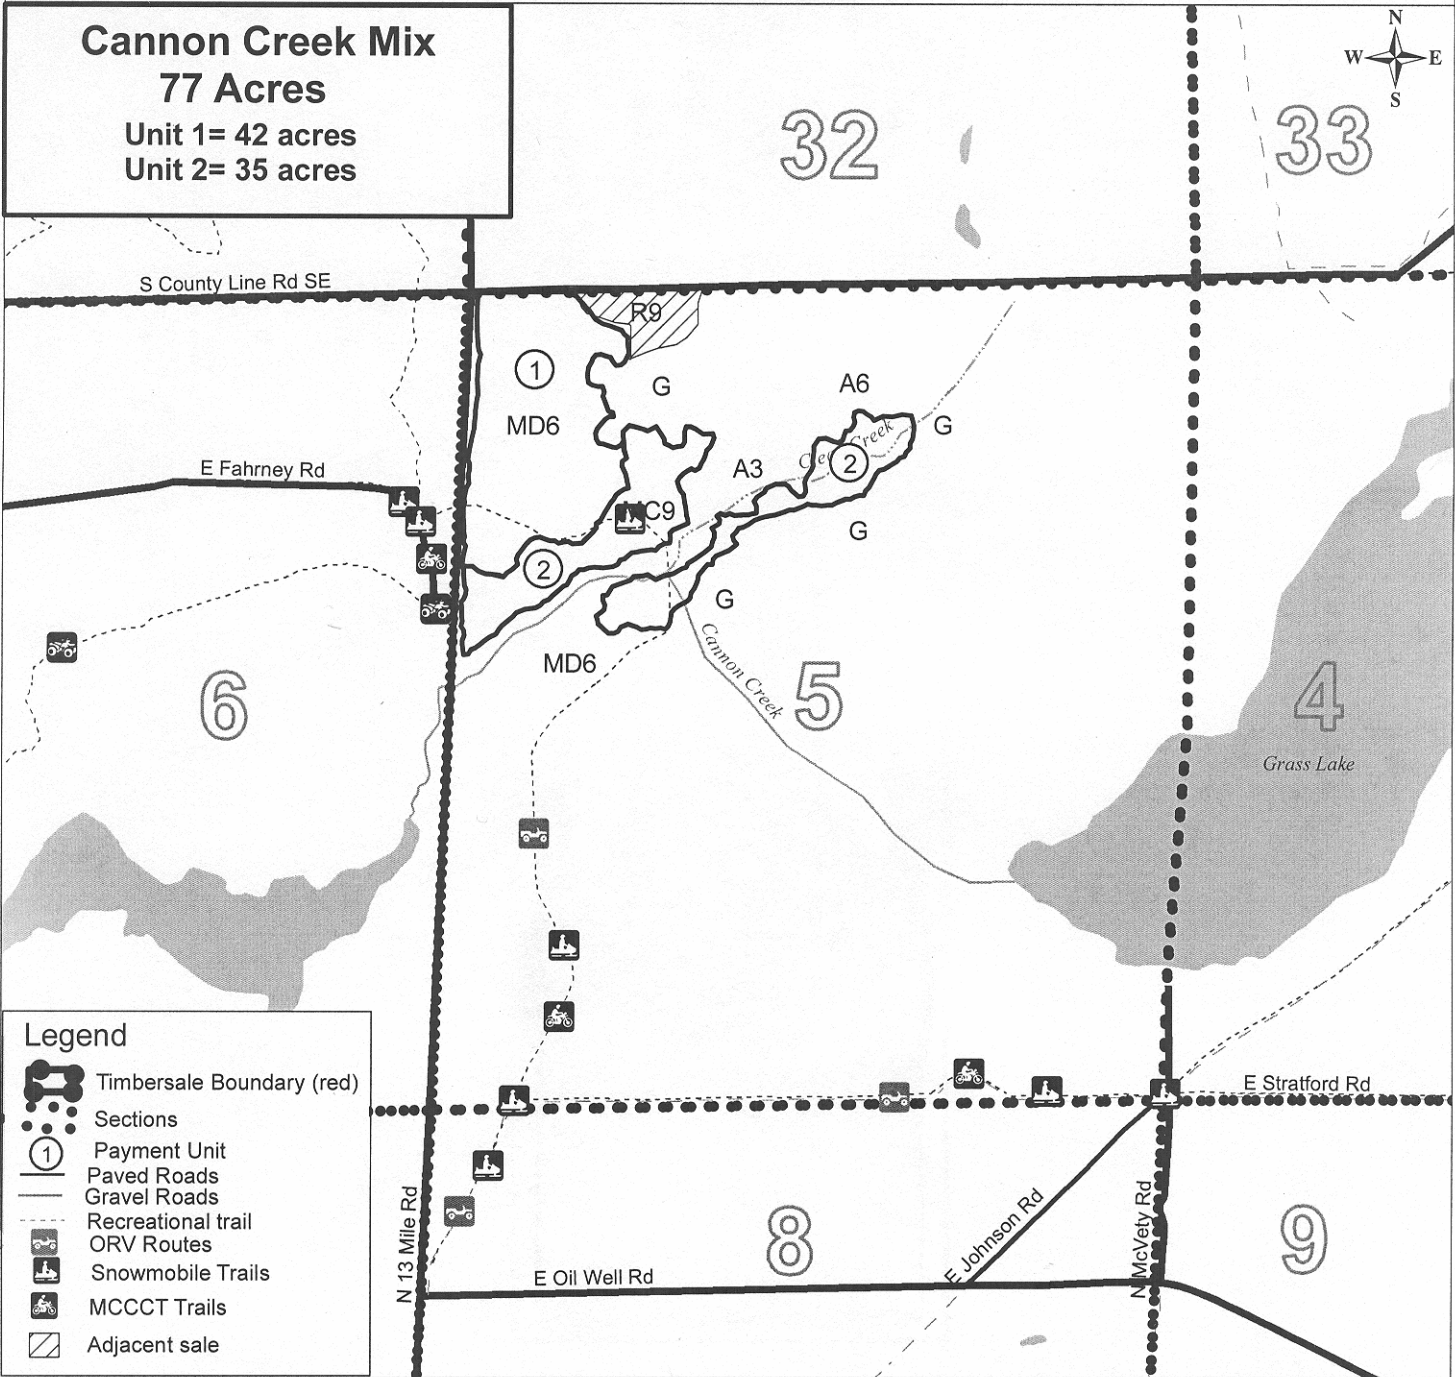 Cannon Creek Mix
77 Acres
Unit 1= 42 acres
Unit 2= 35 acres
N
W E
S
32
33
S County Line Rd SE
R9
1
G
A6
MD6
G
Creek
2
A3
E Fahrney Rd
C9
G
2
G
MD6
Cannon Creek
6
5
4
Grass Lake
Legend
Timbersale Boundary (red)
Sections
1 Payment Unit
Paved Roads
Gravel Roads
Recreational trail
ORV Routes
Snowmobile Trails
MCCCT Trails
Adjacent sale
E Stratford Rd
N 13 Mile Rd
8
E Johnson Rd
N McVety Rd
9
E Oil Well Rd